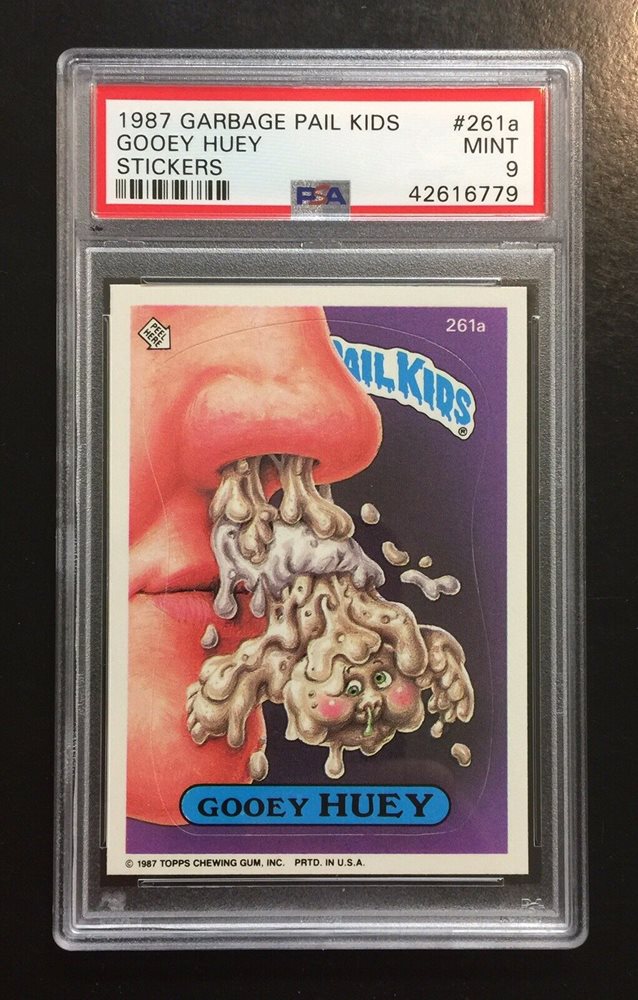 1987 GARBAGE PAIL KIDS #261a
GOOEY HUEY MINT
STICKERS 9
PSA 42616779
PEEL HERE
261a
PAIL KIDS
®
GOOEY HUEY
© 1987 TOPPS CHEWING GUM, INC. PRTD. IN U.S.A.